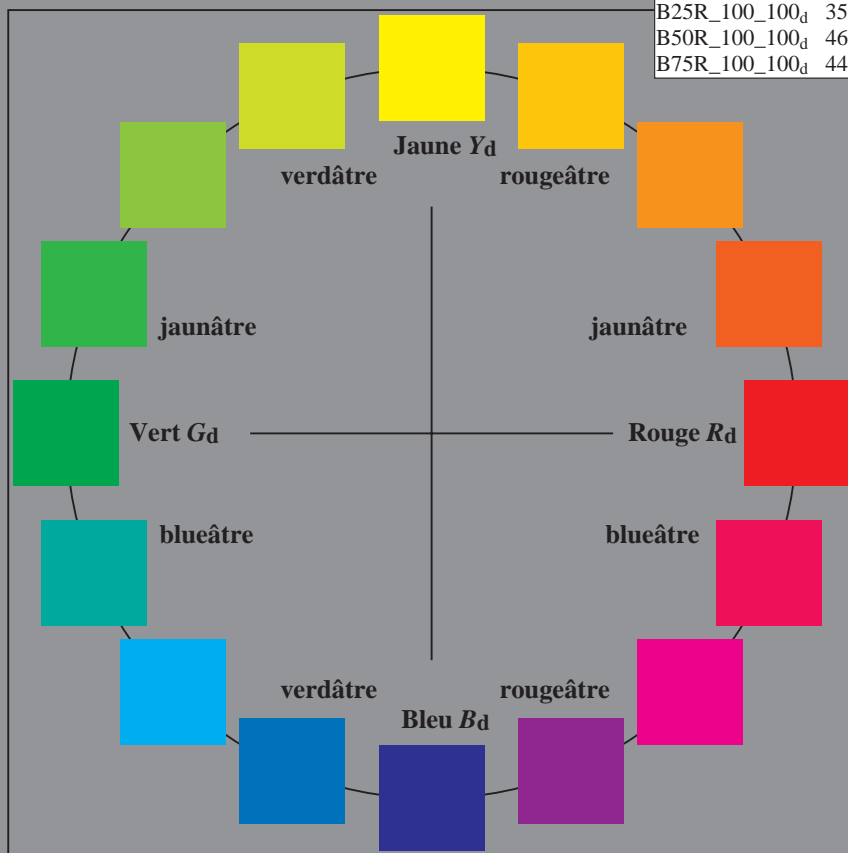 B25R_100_100d 35
B50R_100_100d 46
B75R_100_100d 44
Jaune Yd
verdâtre rougeâtre
jaunâtre jaunâtre
Vert Gd Rouge Rd
blueâtre blueâtre
verdâtre rougeâtre
Bleu Bd